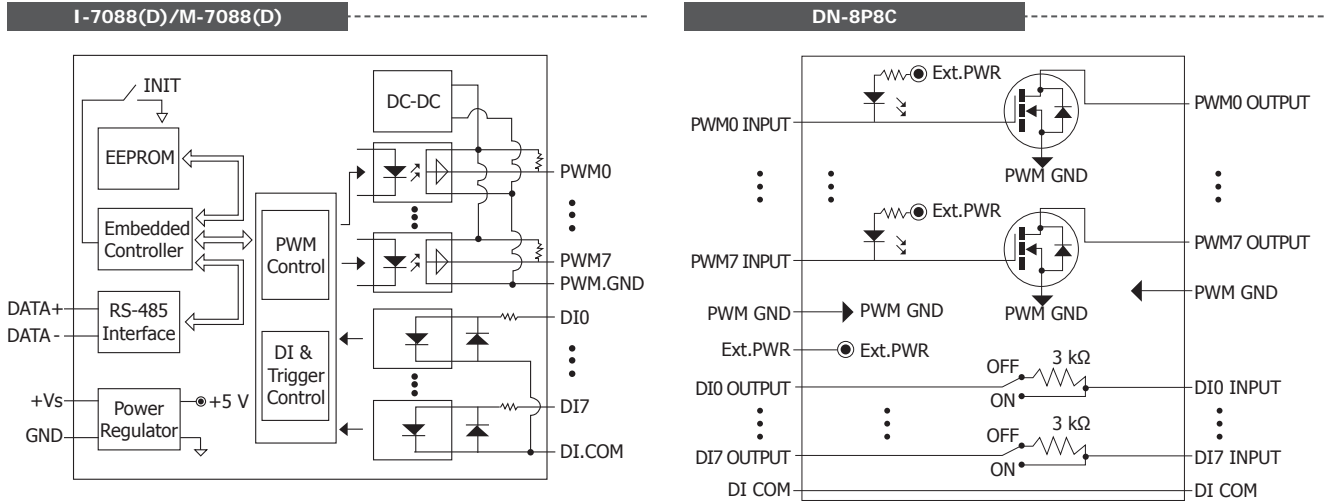 I-7088(D)/M-7088(D)
INIT
DC-DC
EEPROM
Embedded
Controller
PWM
Control
PWM0
PWM7
PWM.GND
DATA+
DATA-
RS-485
Interface
DI &
Trigger
Control
DI0
DI7
DI.COM
+Vs
GND
Power
Regulator
+5 V
DN-8P8C
Ext.PWR
PWM0 INPUT
PWM0 OUTPUT
PWM GND
Ext.PWR
PWM7 INPUT
PWM7 OUTPUT
PWM GND
PWM GND
PWM GND
PWM GND
Ext.PWR
Ext.PWR
DI0 OUTPUT
OFF
ON
3 kΩ
DI0 INPUT
DI7 OUTPUT
OFF
ON
3 kΩ
DI7 INPUT
DI COM
DI COM